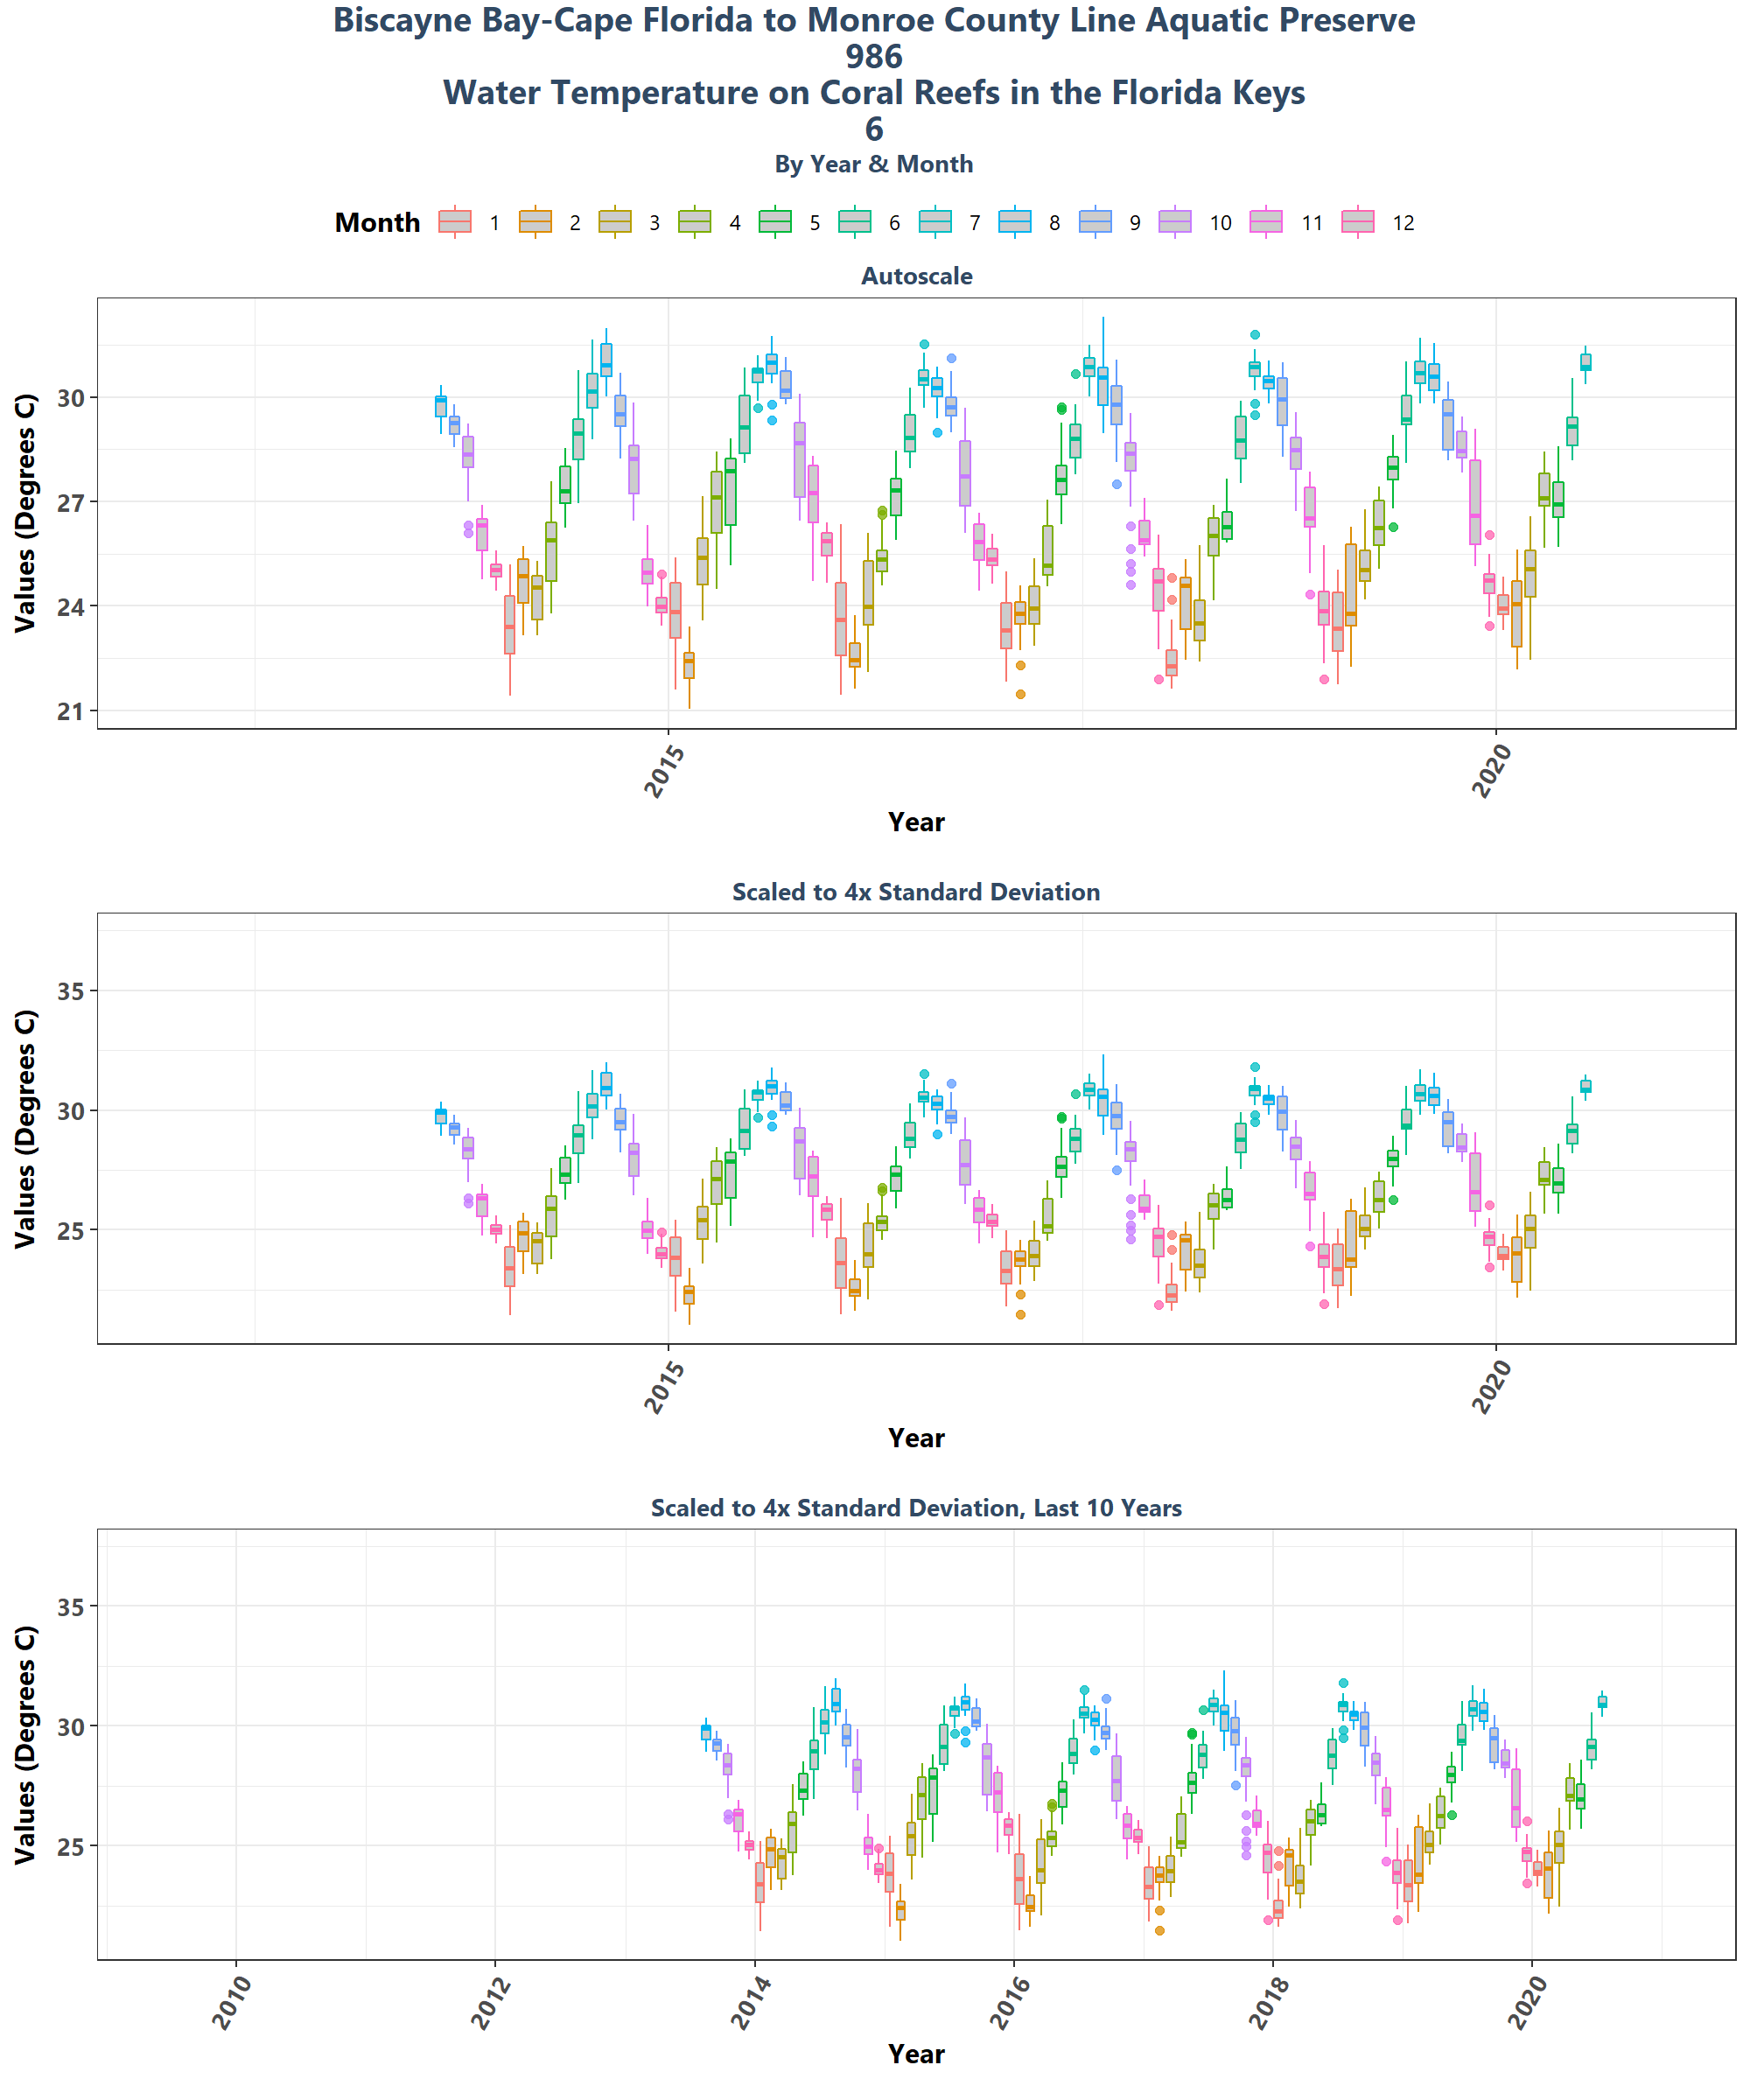 Biscayne Bay-Cape Florida to Monroe County Line Aquatic Preserve
986
Water Temperature on Coral Reefs in the Florida Keys
6
By Year & Month
Month 1 2 3 4 5 6 7 8 9 10 11 12
Autoscale
Values (Degrees C)
30
27
24
21
2015 2020
Year
Scaled to 4x Standard Deviation
Values (Degrees C)
35
30
25
2015 2020
Year
Scaled to 4x Standard Deviation, Last 10 Years
Values (Degrees C)
35
30
25
2010 2012 2014 2016 2018 2020
Year